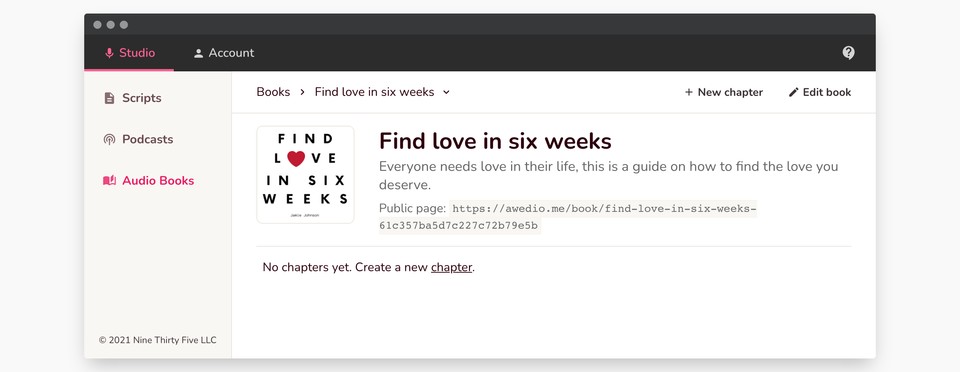 Studio
Account
Scripts
Podcasts
Audio Books
© 2021 Nine Thirty Five LLC
Books > Find love in six weeks
+ New chapter
Edit book
FIND
L VE
IN SIX
WEEKS
Find love in six weeks
Everyone needs love in their life, this is a guide on how to find the love you
deserve.
Public page: https://awedio.me/book/find-love-in-six-weeks-
61c357ba5d7c227c72b79e5b
No chapters yet. Create a new chapter.